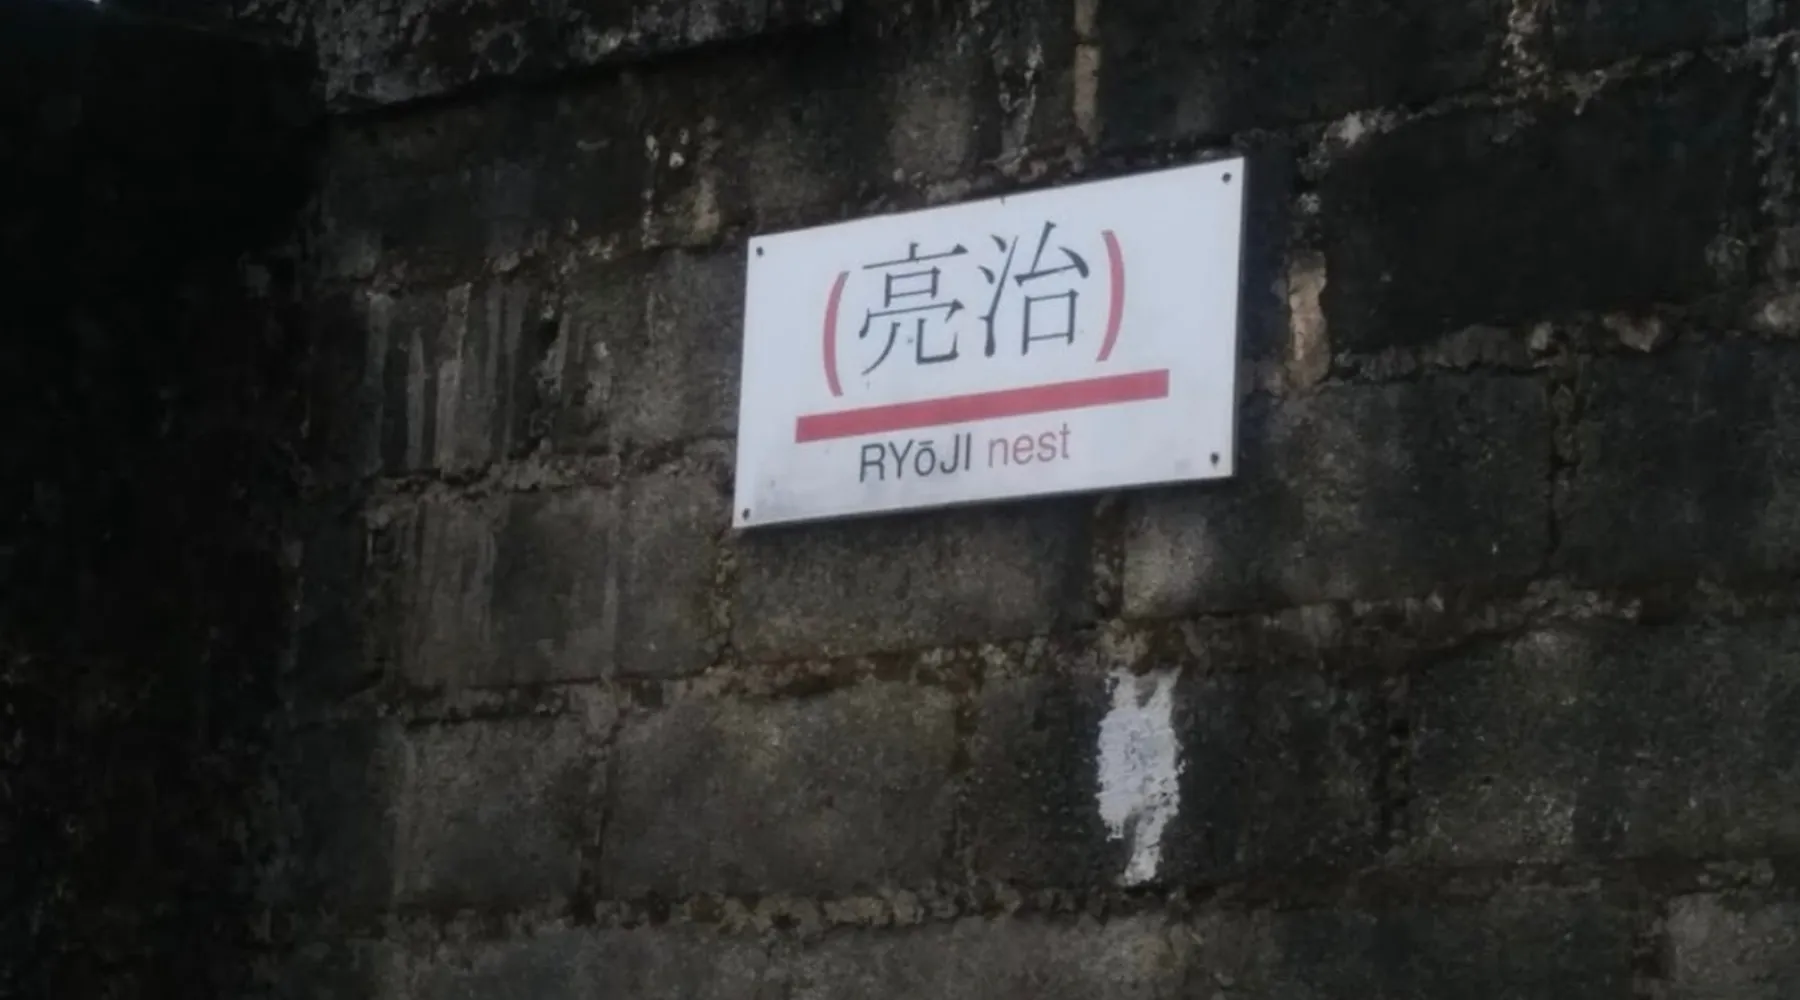 (亮治)
RYōJI nest